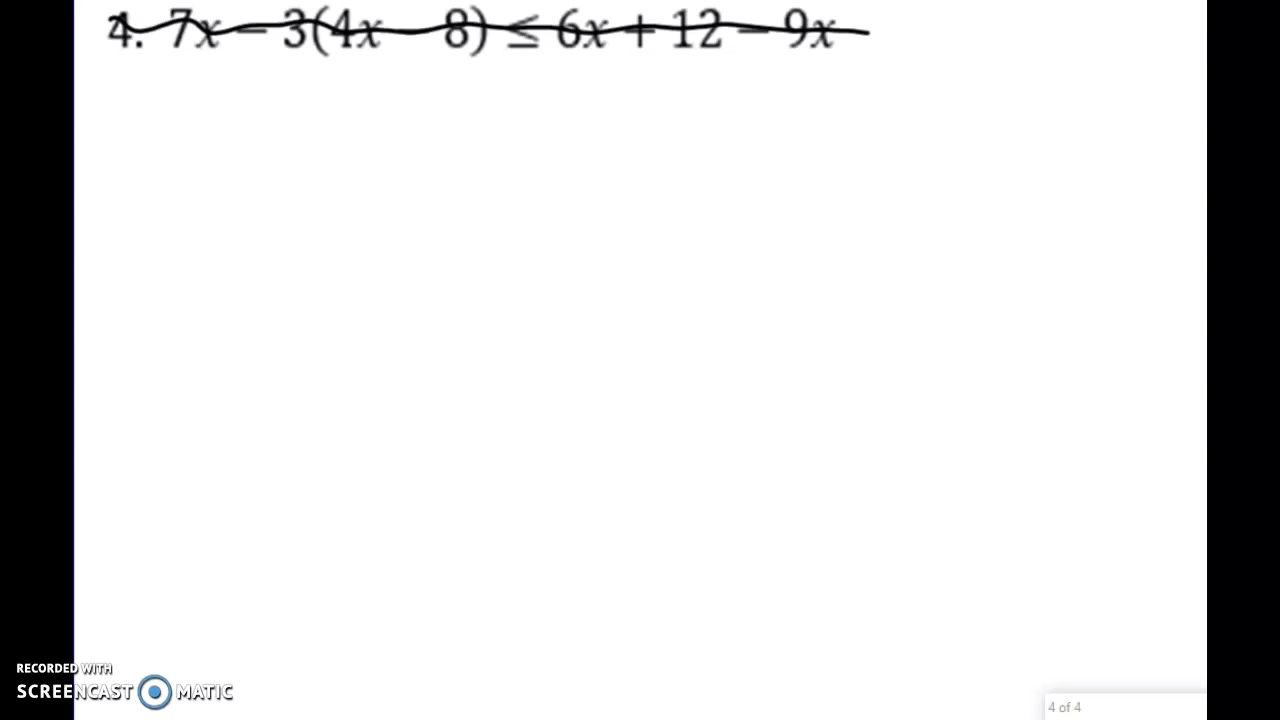 4. 7x − 3(4x − 8) ≤ 6x + 12 − 9x
RECORDED WITH
SCREENCAST MATIC
4 of 4